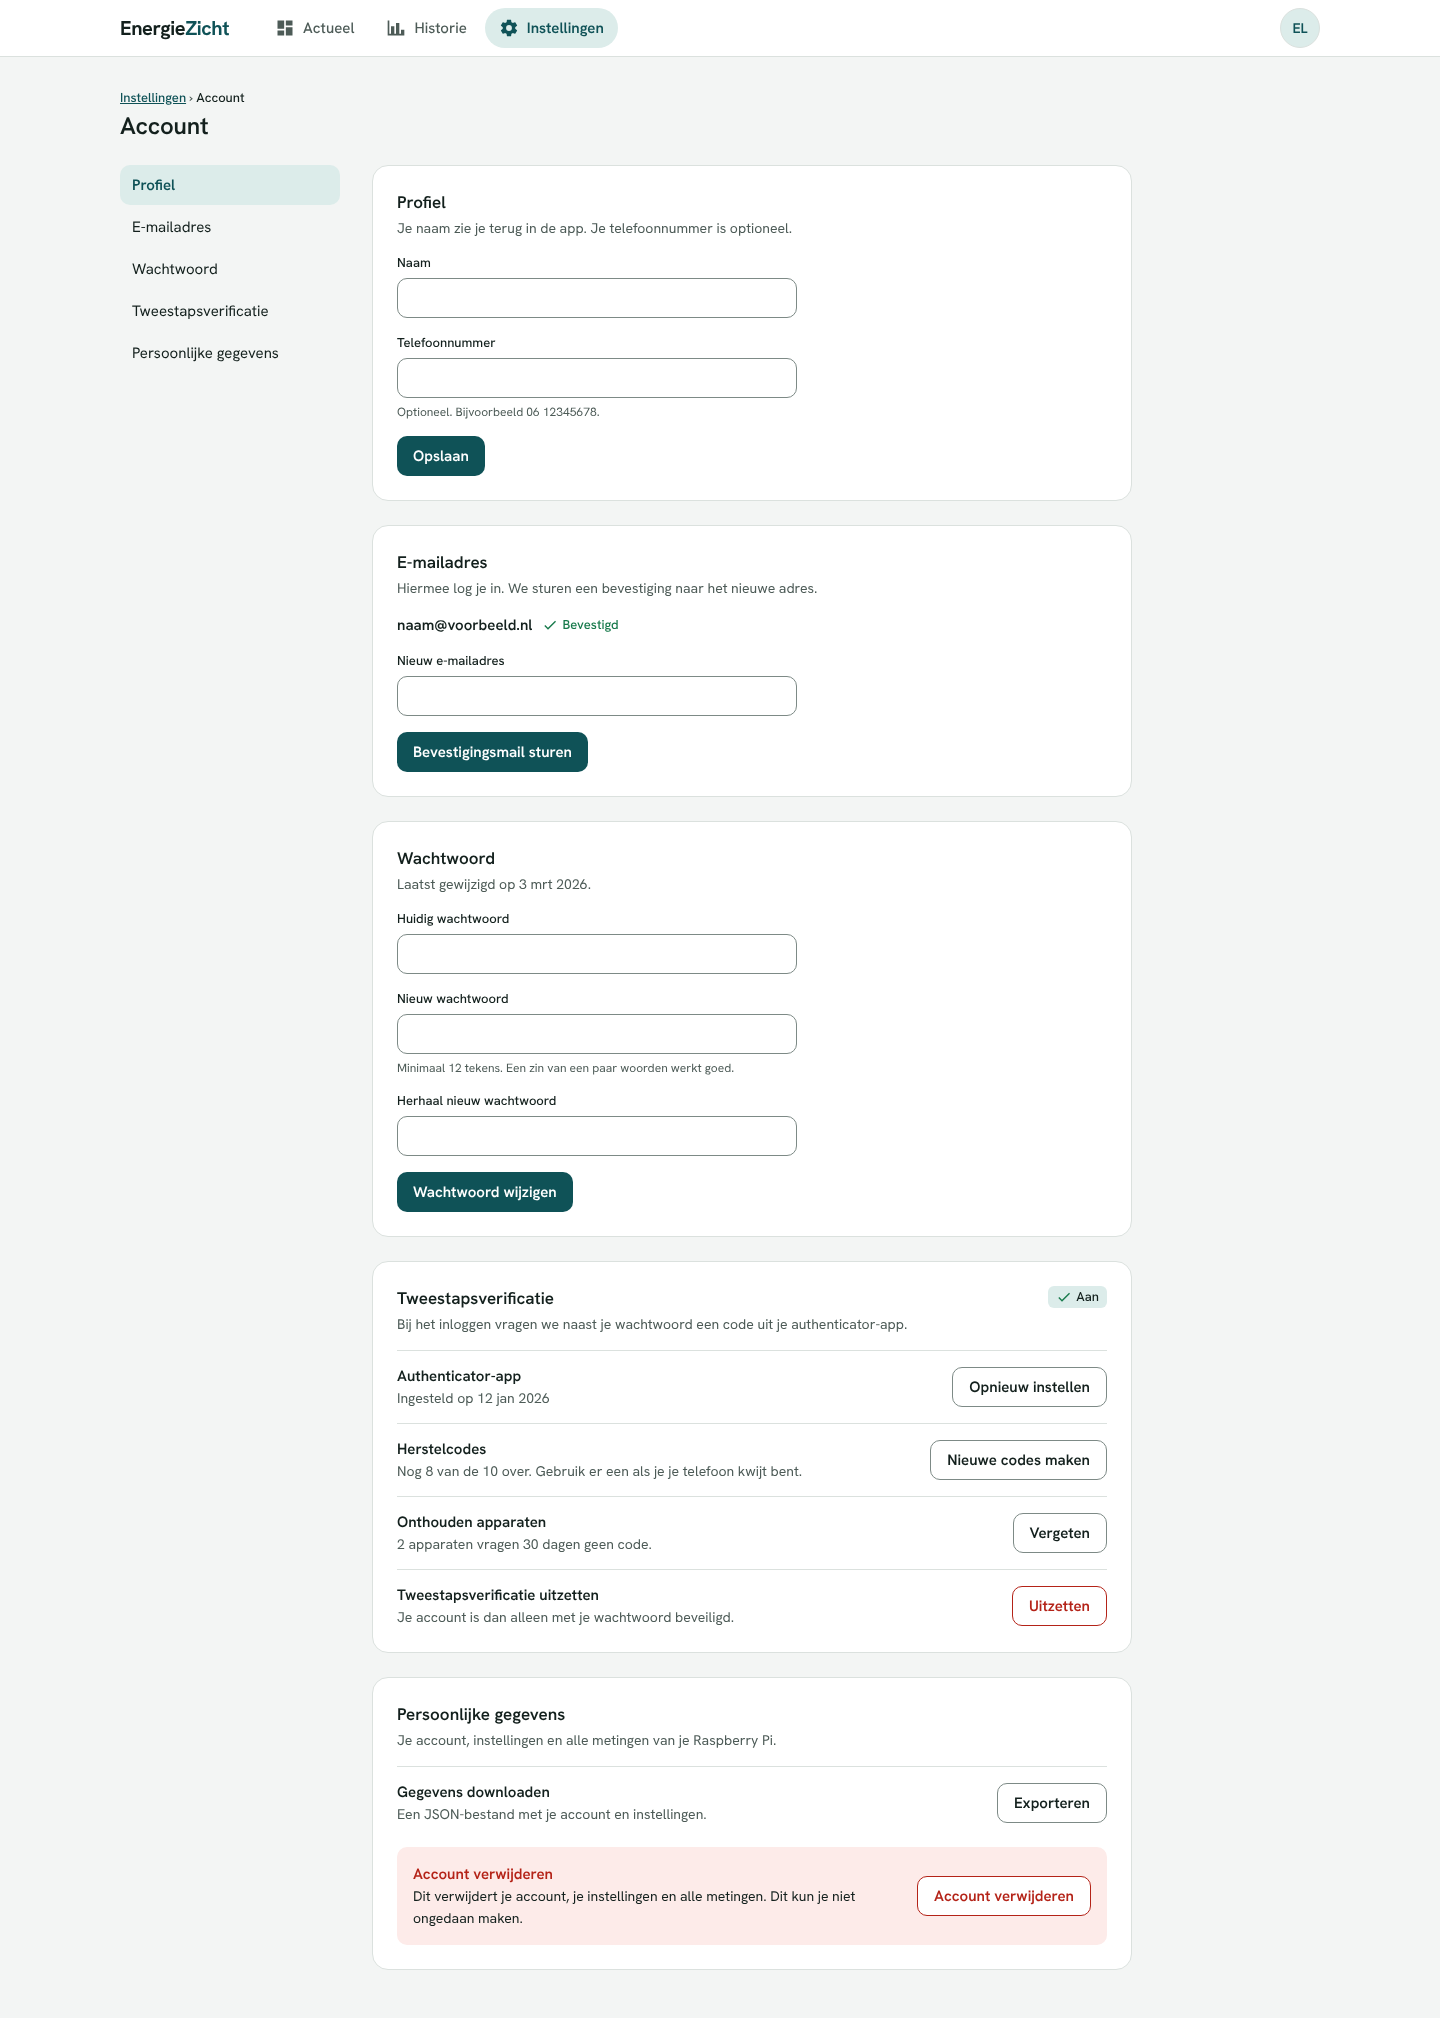 EnergieZicht
Actueel
Historie
Instellingen
EL
Instellingen › Account
Account
Profiel
E-mailadres
Wachtwoord
Tweestapsverificatie
Persoonlijke gegevens
Profiel
Je naam zie je terug in de app. Je telefoonnummer is optioneel.
Naam
Telefoonnummer
Optioneel. Bijvoorbeeld 06 12345678.
Opslaan
E-mailadres
Hiermee log je in. We sturen een bevestiging naar het nieuwe adres.
naam@voorbeeld.nl Bevestigd
Nieuw e-mailadres
Bevestigingsmail sturen
Wachtwoord
Laatst gewijzigd op 3 mrt 2026.
Huidig wachtwoord
Nieuw wachtwoord
Minimaal 12 tekens. Een zin van een paar woorden werkt goed.
Herhaal nieuw wachtwoord
Wachtwoord wijzigen
Tweestapsverificatie
Aan
Bij het inloggen vragen we naast je wachtwoord een code uit je authenticator-app.
Authenticator-app
Ingesteld op 12 jan 2026
Opnieuw instellen
Herstelcodes
Nog 8 van de 10 over. Gebruik er een als je je telefoon kwijt bent.
Nieuwe codes maken
Onthouden apparaten
2 apparaten vragen 30 dagen geen code.
Vergeten
Tweestapsverificatie uitzetten
Je account is dan alleen met je wachtwoord beveiligd.
Uitzetten
Persoonlijke gegevens
Je account, instellingen en alle metingen van je Raspberry Pi.
Gegevens downloaden
Een JSON-bestand met je account en instellingen.
Exporteren
Account verwijderen
Dit verwijdert je account, je instellingen en alle metingen. Dit kun je niet
ongedaan maken.
Account verwijderen